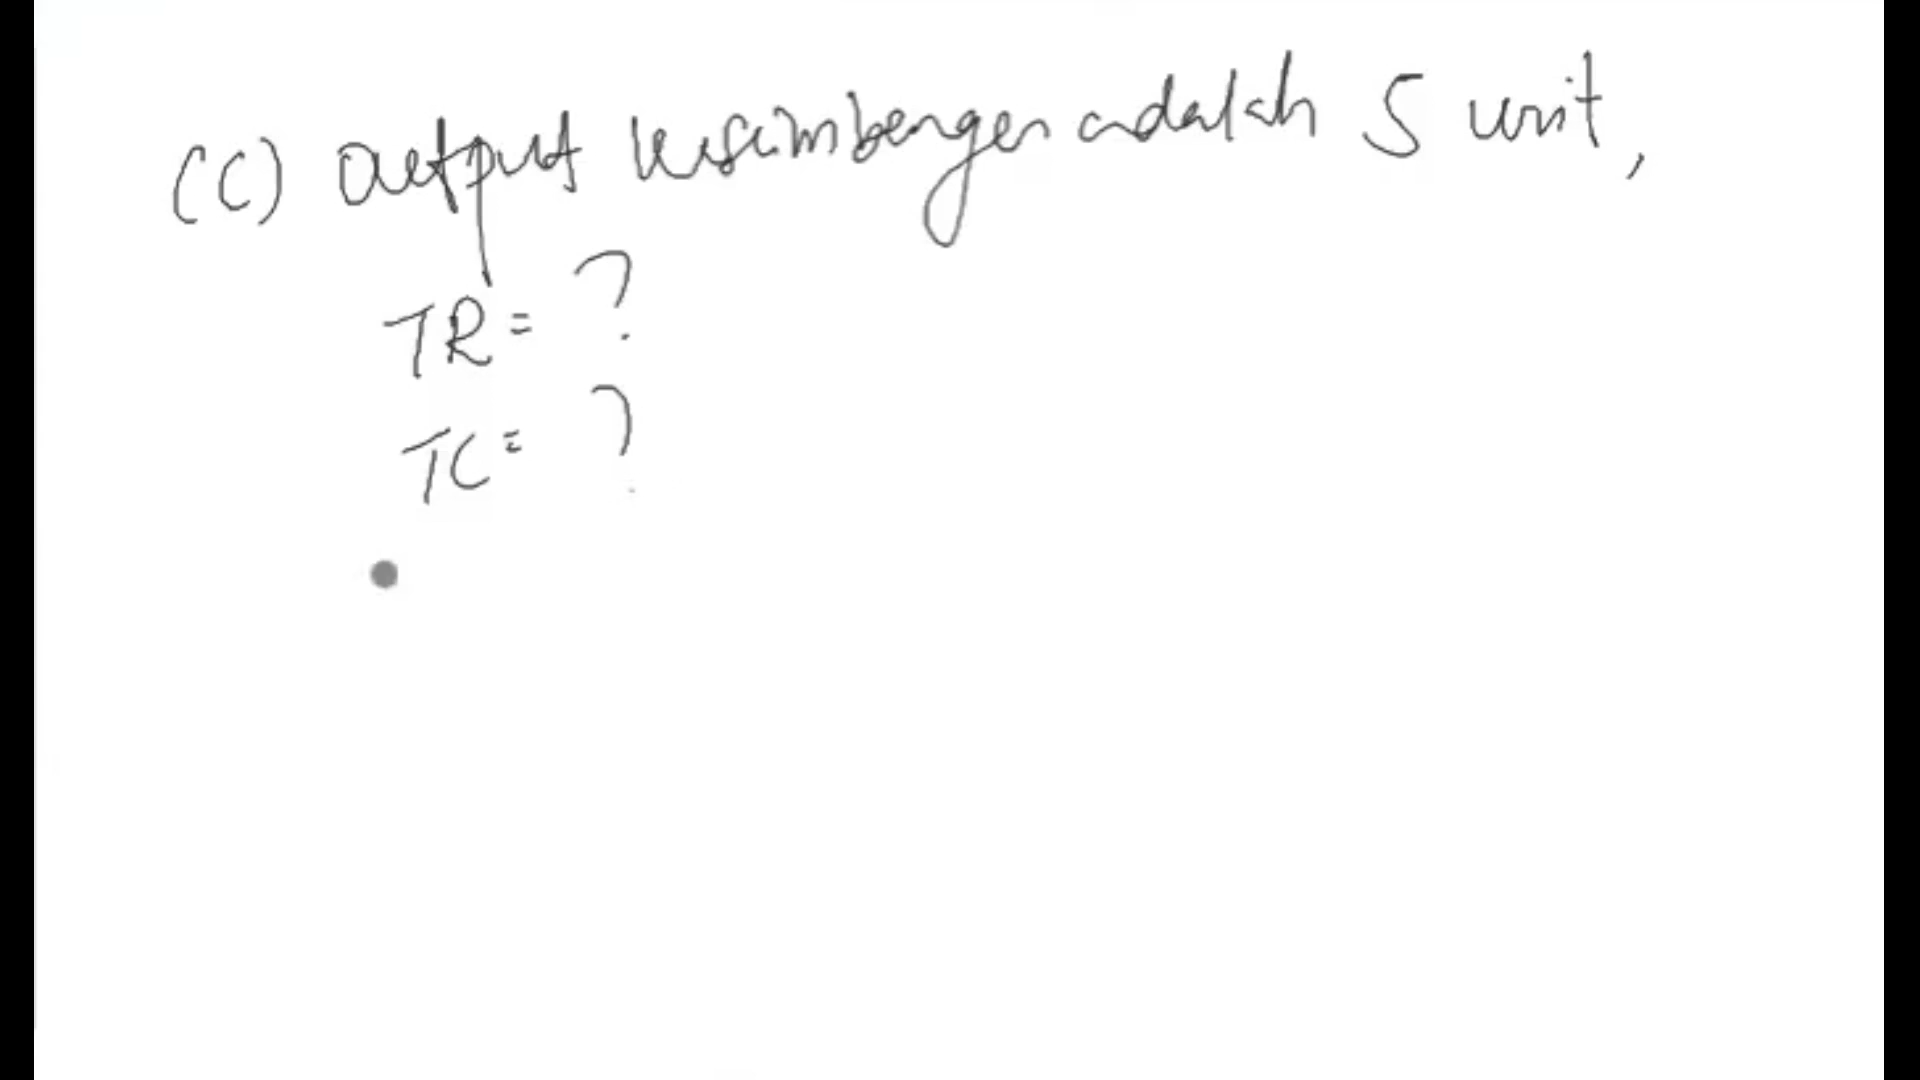 (C) Output keseimbangan adalah 5 unit,
TR = ?
TC = ?